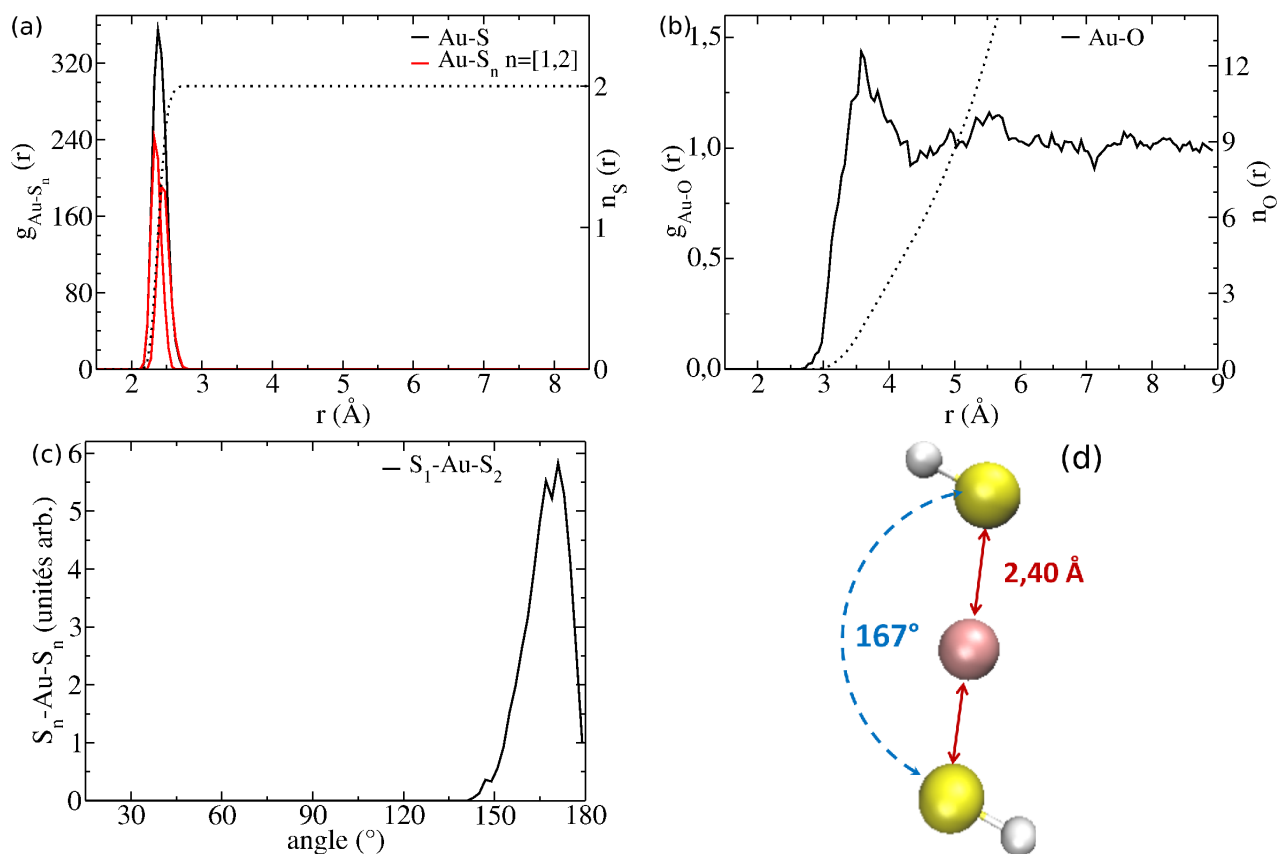 (a)
Au-S
Au-Sn n=[1,2]
gAu-Sn (r)
360
320
240
160
80
0
2 3 4 5 6 7 8
r (Å)
2
1
0
nS (r)
(b)
Au-O
gAu-O (r)
1,5
1,0
0,5
0,0
2 3 4 5 6 7 8 9
r (Å)
12
9
6
3
0
nO (r)
(c)
S1-Au-S2
Sn-Au-Sn (unités arb.)
6
5
4
3
2
1
0
30 60 90 120 150 180
angle (°)
(d)
2,40 Å
167°